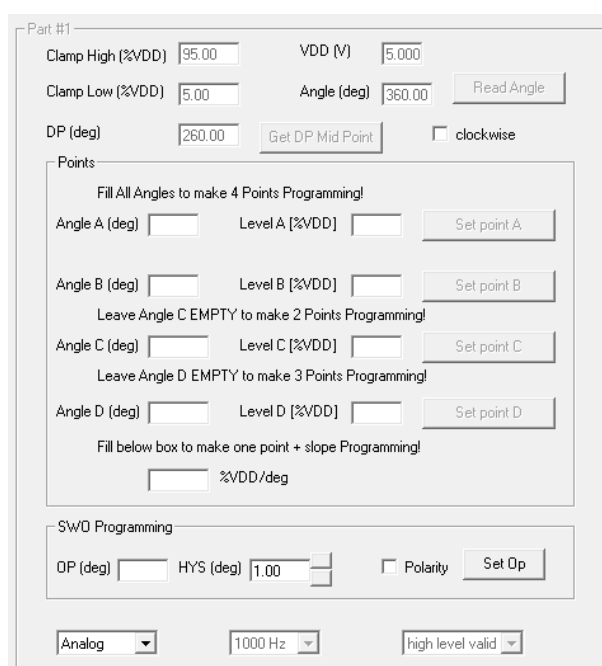 Part #1
Clamp High (%VDD) 95.00 VDD (V) 5.000
Clamp Low (%VDD) 5.00 Angle (deg) 360.00 Read Angle
DP (deg) 260.00 Get DP Mid Point clockwise
Points
Fill All Angles to make 4 Points Programming!
Angle A (deg) Level A [%VDD] Set point A
Angle B (deg) Level B [%VDD] Set point B
Leave Angle C EMPTY to make 2 Points Programming!
Angle C (deg) Level C [%VDD] Set point C
Leave Angle D EMPTY to make 3 Points Programming!
Angle D (deg) Level D [%VDD] Set point D
Fill below box to make one point + slope Programming!
%VDD/deg
SWO Programming
OP (deg) HYS (deg) 1.00 Polarity Set Op
Analog 1000 Hz high level valid